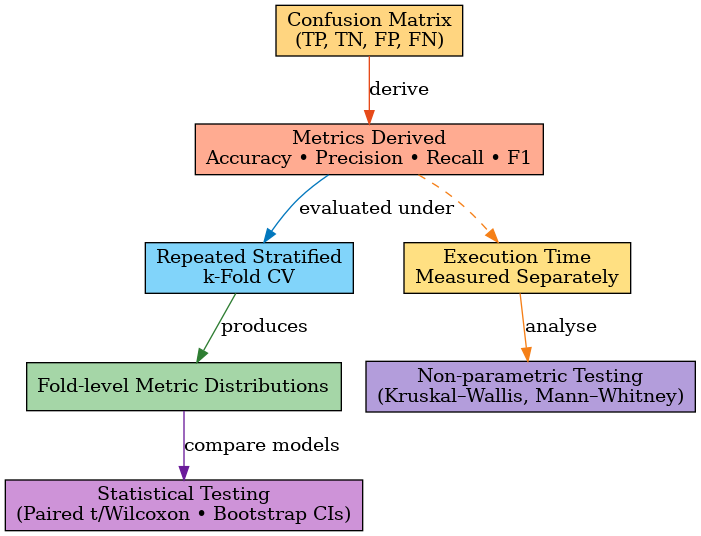 Confusion Matrix
(TP, TN, FP, FN)
derive
Metrics Derived
Accuracy • Precision • Recall • F1
evaluated under
Repeated Stratified
k-Fold CV
Execution Time
Measured Separately
produces
analyse
Fold-level Metric Distributions
Non-parametric Testing
(Kruskal–Wallis, Mann–Whitney)
compare models
Statistical Testing
(Paired t/Wilcoxon • Bootstrap CIs)